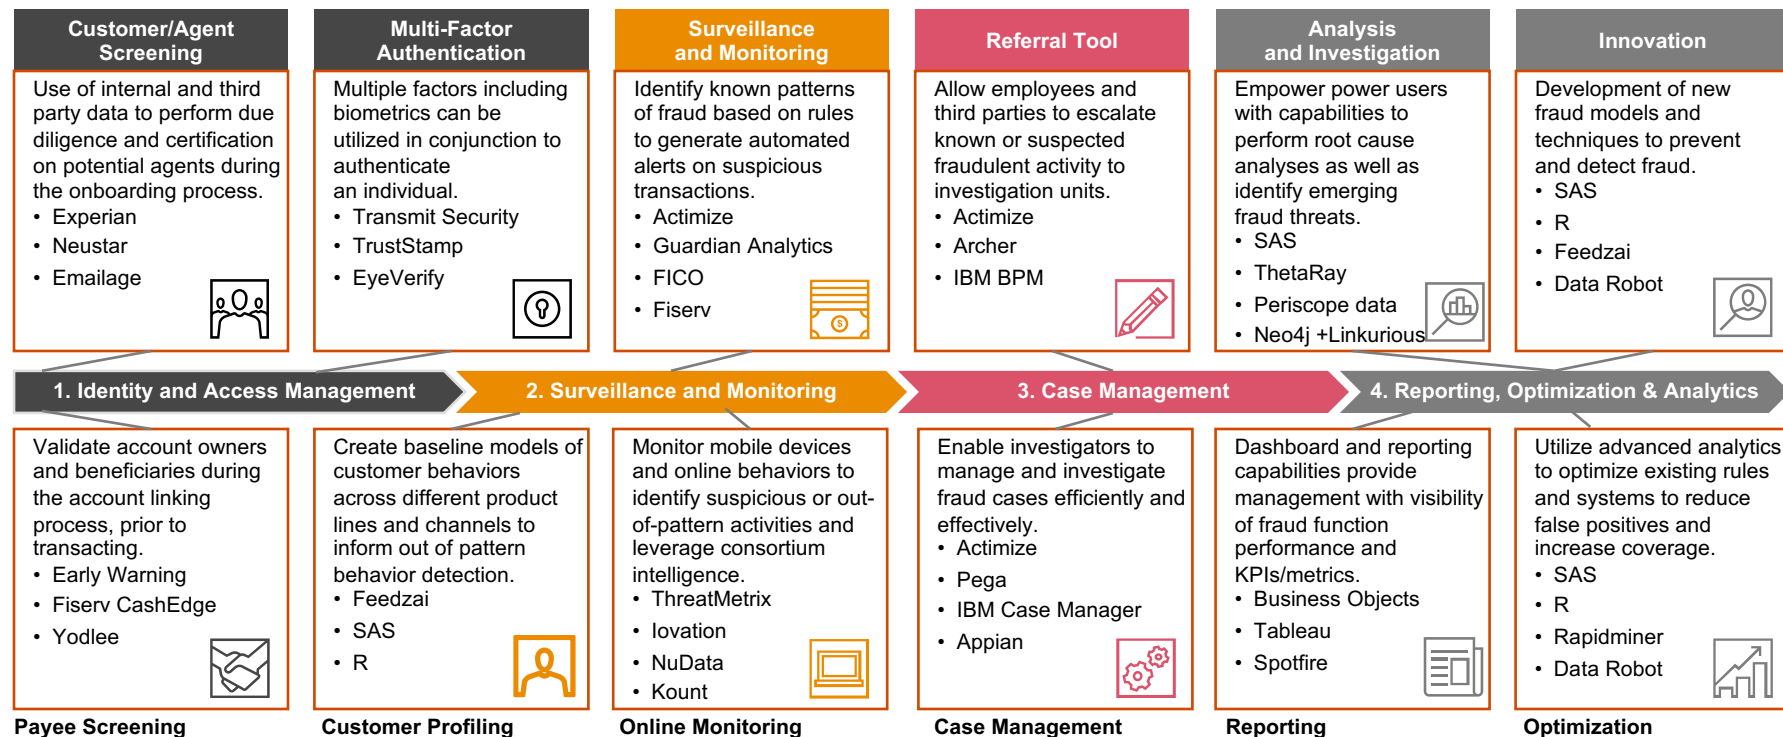 Customer/Agent
Screening
Use of internal and third
party data to perform due
diligence and certification
on potential agents during
the onboarding process.
• Experian
• Neustar
• Emailage
Multi-Factor
Authentication
Multiple factors including
biometrics can be
utilized in conjunction to
authenticate
an individual.
• Transmit Security
• TrustStamp
• EyeVerify
Surveillance
and Monitoring
Identify known patterns
of fraud based on rules
to generate automated
alerts on suspicious
transactions.
• Actimize
• Guardian Analytics
• FICO
• Fiserv
$
Referral Tool
Allow employees and
third parties to escalate
known or suspected
fraudulent activity to
investigation units.
• Actimize
• Archer
• IBM BPM
Analysis
and Investigation
Empower power users
with capabilities to
perform root cause
analyses as well as
identify emerging
fraud threats.
• SAS
• ThetaRay
• Periscope data
• Neo4j +Linkurious
Innovation
Development of new
fraud models and
techniques to prevent
and detect fraud.
• SAS
• R
• Feedzai
• Data Robot
1. Identity and Access Management
2. Surveillance and Monitoring
3. Case Management
4. Reporting, Optimization & Analytics
Validate account owners
and beneficiaries during
the account linking
process, prior to
transacting.
• Early Warning
• Fiserv CashEdge
• Yodlee
Payee Screening
Create baseline models of
customer behaviors
across different product
lines and channels to
inform out of pattern
behavior detection.
• Feedzai
• SAS
• R
Customer Profiling
Monitor mobile devices
and online behaviors to
identify suspicious or out-
of-pattern activities and
leverage consortium
intelligence.
• ThreatMetrix
• Iovation
• NuData
• Kount
Online Monitoring
Enable investigators to
manage and investigate
fraud cases efficiently and
effectively.
• Actimize
• Pega
• IBM Case Manager
• Appian
Case Management
Dashboard and reporting
capabilities provide
management with visibility
of fraud function
performance and
KPIs/metrics.
• Business Objects
• Tableau
• Spotfire
Reporting
Utilize advanced analytics
to optimize existing rules
and systems to reduce
false positives and
increase coverage.
• SAS
• R
• Rapidminer
• Data Robot
Optimization